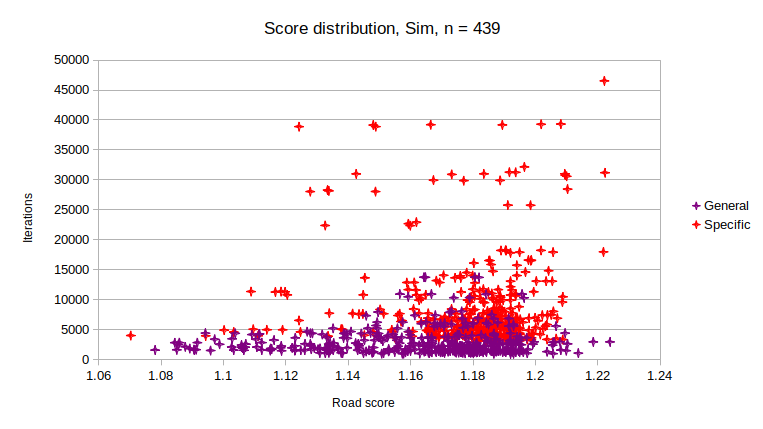 Score distribution, Sim, n = 439
50000
45000
40000
35000
30000
25000
20000
15000
10000
5000
0
Iterations
1.06 1.08 1.1 1.12 1.14 1.16 1.18 1.2 1.22 1.24
Road score
General
Specific